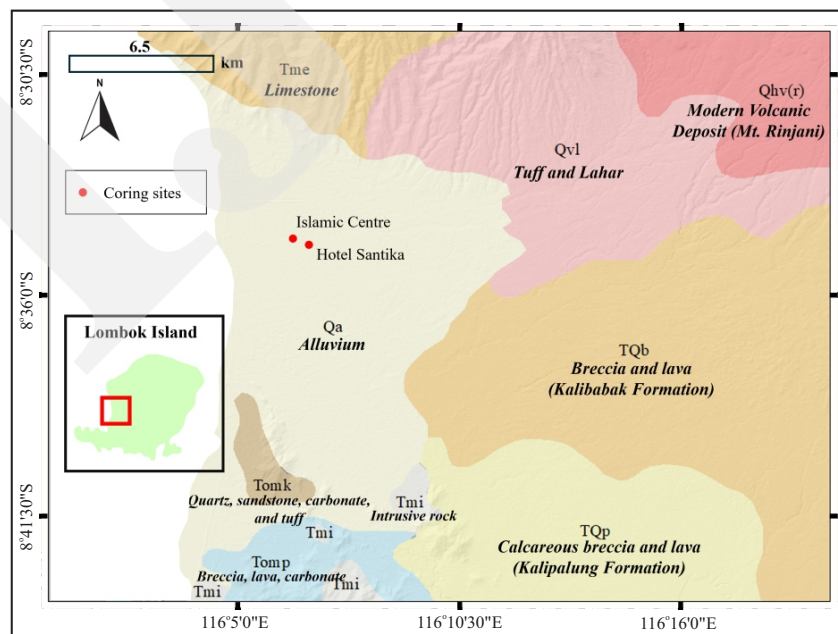 6.5
km
N
Coring sites
Tme
Limestone
Qhv(r)
Modern Volcanic
Deposit (Mt. Rinjani)
Qvl
Tuff and Lahar
Islamic Centre
Hotel Santika
Qa
Alluvium
TQb
Breccia and lava
(Kalibabak Formation)
Lombok Island
Tomk
Quartz, sandstone, carbonate,
and tuff
Tmi
Intrusive rock
Tmi
Tomp
Breccia, lava, carbonate
Tmi
Tmi
TQp
Calcareous breccia and lava
(Kalipalung Formation)
8°30'30"S
8°36'0"S
8°41'30"S
116°5'0"E
116°10'30"E
116°16'0"E